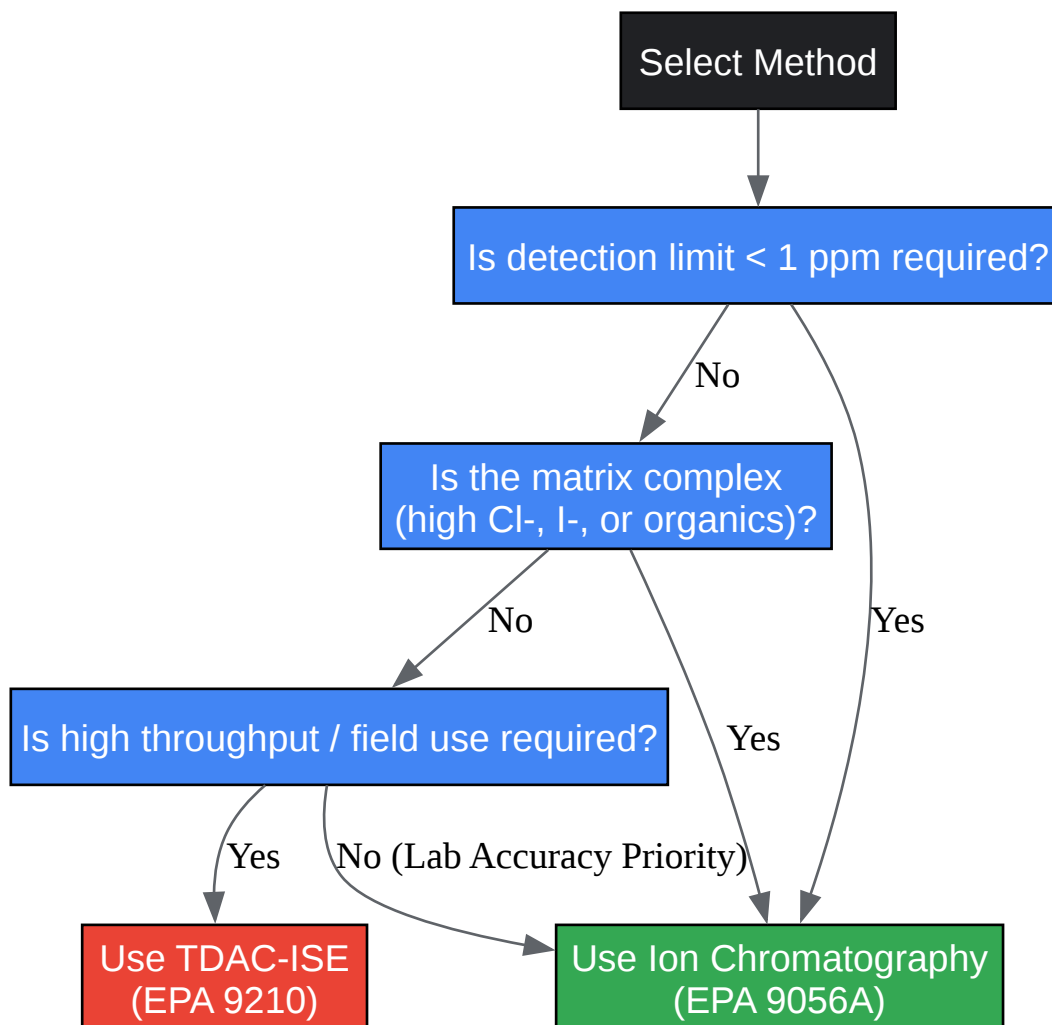 Select Method
Is detection limit < 1 ppm required?
No
Is the matrix complex
(high Cl-, I-, or organics)?
No
Yes
Is high throughput / field use required?
Yes
Yes
No (Lab Accuracy Priority)
Use TDAC-ISE
(EPA 9210)
Use Ion Chromatography
(EPA 9056A)